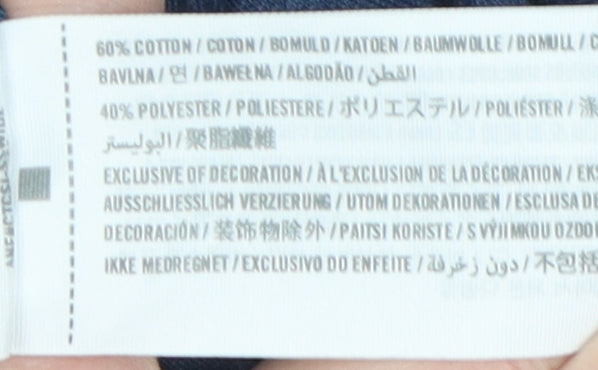 60% COTTON / COTON / BOMULD / KATOEN / BAUMWOLLE / BOMULL / C
BAVLNA / 면 / BAWEŁNA / ALGODÃO / القطن
40% POLYESTER / POLIESTERE / ポリエステル / POLIÉSTER / 涤
البوليستر / 聚脂纖維
EXCLUSIVE OF DECORATION / À L'EXCLUSION DE LA DÉCORATION / EKS
AUSSCHLIESSLICH VERZIERUNG / UTOM DEKORATIONEN / ESCLUSA DE
DECORACIÓN / 装饰物除外 / PAITSI KORISTE / S VÝJIMKOU OZDO
IKKE MEDREGNET / EXCLUSIVO DO ENFEITE / دون زخرفة / 不包括